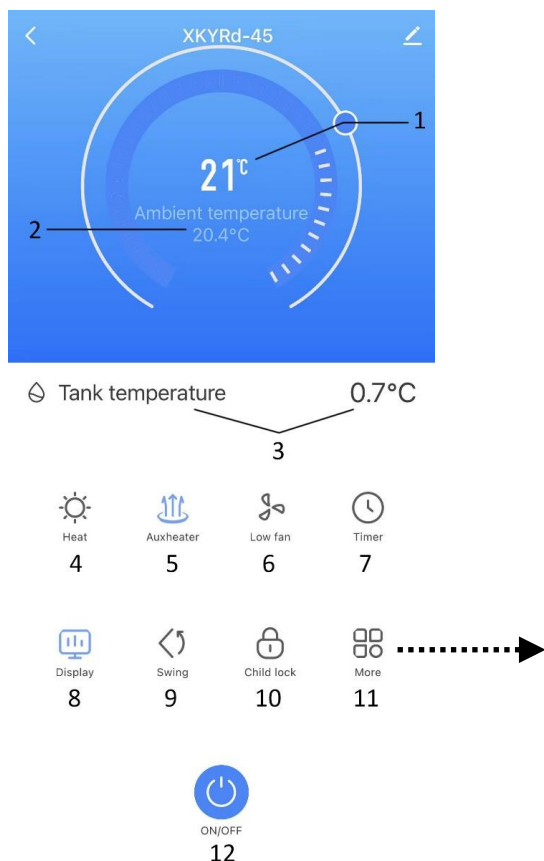 XKYRd-45
1
21°C
Ambient temperature
2
20.4°C
Tank temperature 0.7°C
3
Heat Auxheater Low fan Timer
4 5 6 7
Display Swing Child lock More
8 9 10 11
ON/OFF
12